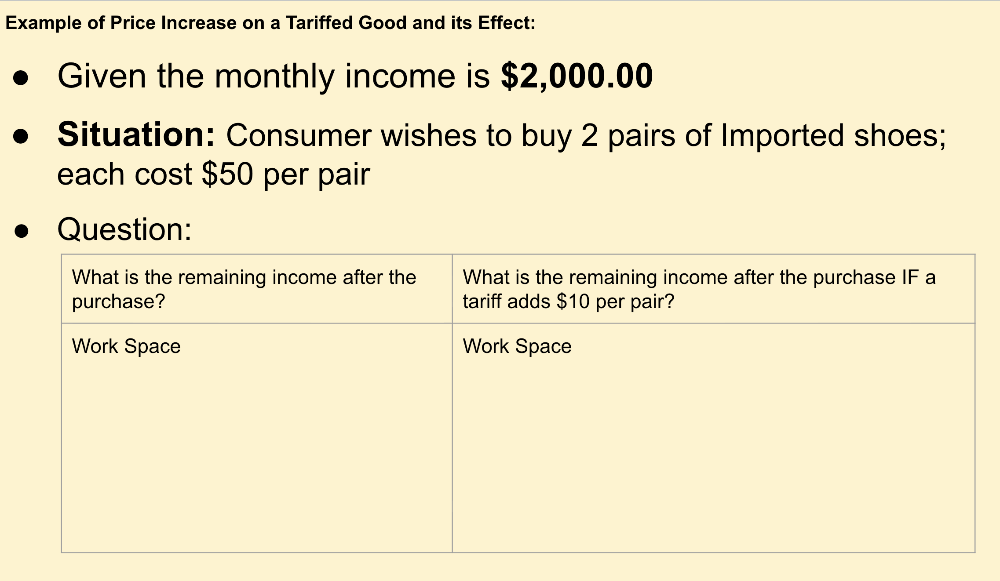 Example of Price Increase on a Tariffed Good and its Effect:
● Given the monthly income is $2,000.00
● Situation: Consumer wishes to buy 2 pairs of Imported shoes;
each cost $50 per pair
● Question:
What is the remaining income after the
purchase?
What is the remaining income after the purchase IF a
tariff adds $10 per pair?
Work Space
Work Space